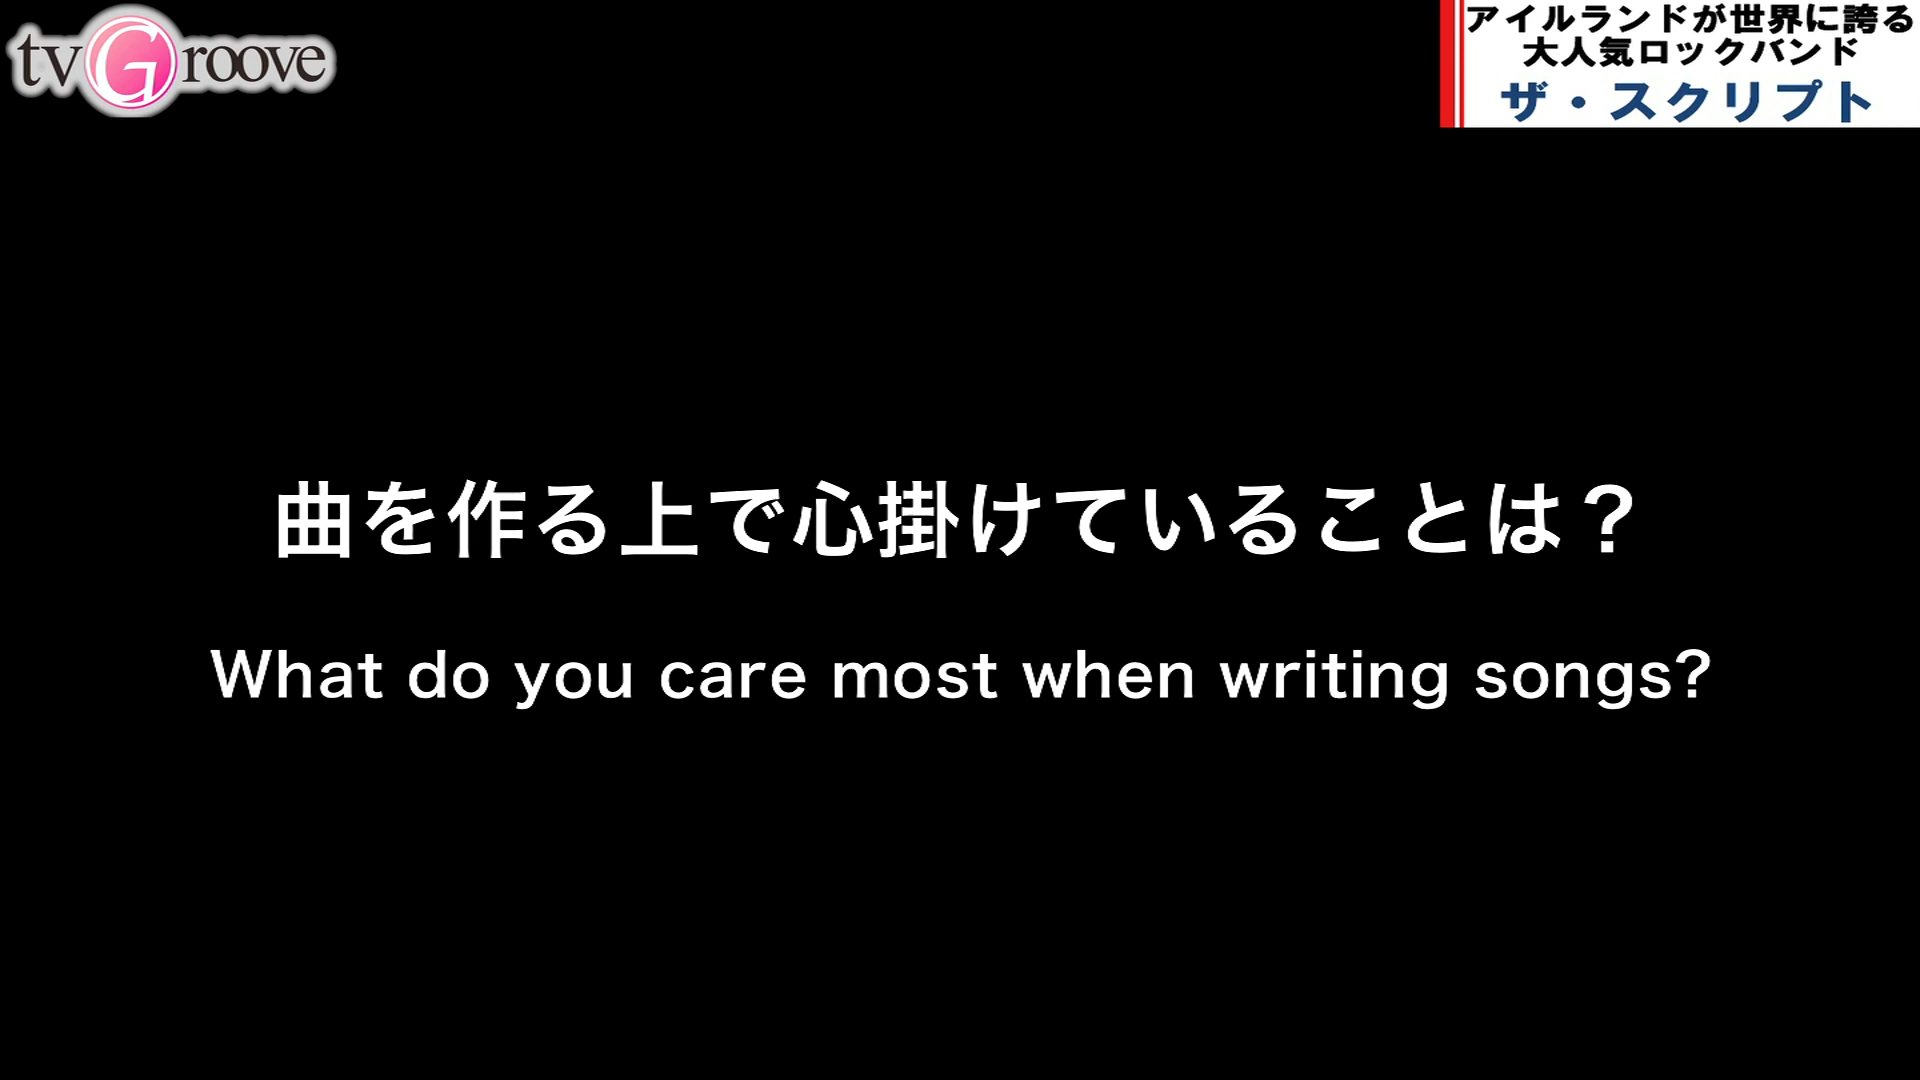 tvGroove
アイルランドが世界に誇る
大人気ロックバンド
ザ・スクリプト
曲を作る上で心掛けていることは？
What do you care most when writing songs?